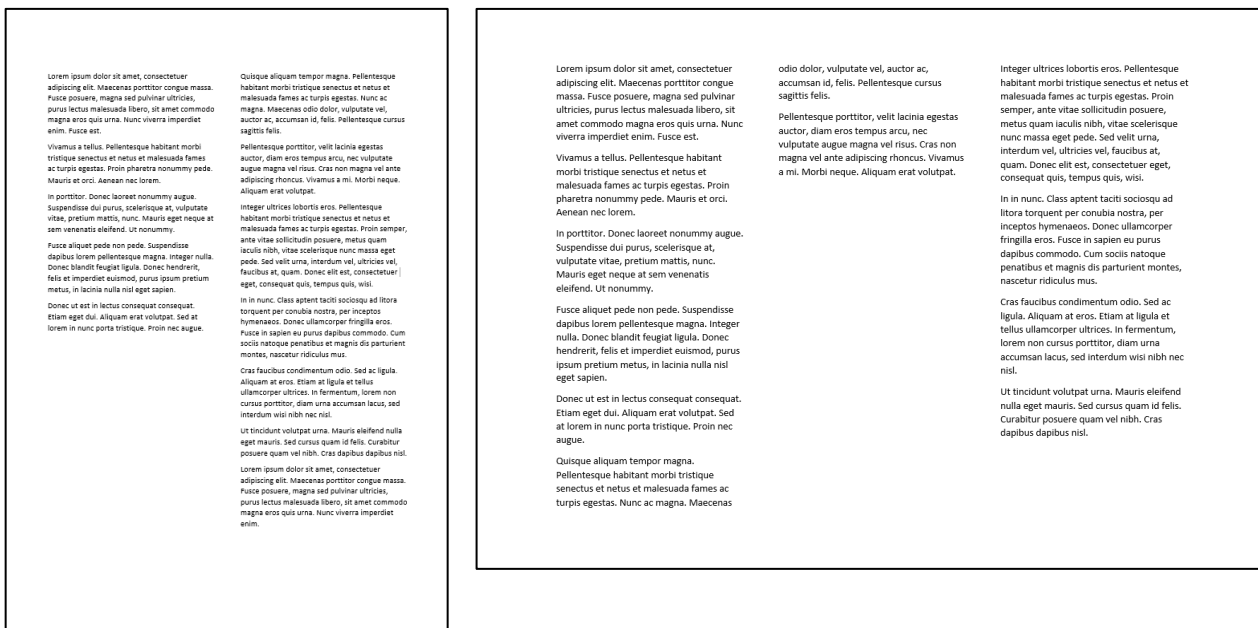 Lorem ipsum dolor sit amet, consectetuer
adipiscing elit. Maecenas porttitor congue massa.
Fusce posuere, magna sed pulvinar ultricies,
purus lectus malesuada libero, sit amet commodo
magna eros quis urna. Nunc viverra imperdiet
enim. Fusce est.
Vivamus a tellus. Pellentesque habitant morbi
tristique senectus et netus et malesuada fames
ac turpis egestas. Proin pharetra nonummy pede.
Mauris et orci. Aenean nec lorem.
In porttitor. Donec laoreet nonummy augue.
Suspendisse dui purus, scelerisque at, vulputate
vitae, pretium mattis, nunc. Mauris eget neque at
sem venenatis eleifend. Ut nonummy.
Fusce aliquet pede non pede. Suspendisse
dapibus lorem pellentesque magna. Integer nulla.
Donec blandit feugiat ligula. Donec hendrerit,
felis et imperdiet euismod, purus ipsum pretium
metus, in lacinia nulla nisl eget sapien.
Donec ut est in lectus consequat consequat.
Etiam eget dui. Aliquam erat volutpat. Sed at
lorem in nunc porta tristique. Proin nec augue.
Quisque aliquam tempor magna. Pellentesque
habitant morbi tristique senectus et netus et
malesuada fames ac turpis egestas. Nunc ac
magna. Maecenas odio dolor, vulputate vel,
auctor ac, accumsan id, felis. Pellentesque cursus
sagittis felis.
Pellentesque porttitor, velit lacinia egestas
auctor, diam eros tempus arcu, nec vulputate
augue magna vel risus. Cras non magna vel ante
adipiscing rhoncus. Vivamus a mi. Morbi neque.
Aliquam erat volutpat.
Integer ultrices lobortis eros. Pellentesque
habitant morbi tristique senectus et netus et
malesuada fames ac turpis egestas. Proin semper,
ante vitae sollicitudin posuere, metus quam
iaculis nibh, vitae scelerisque nunc massa eget
pede. Sed velit urna, interdum vel, ultricies vel,
faucibus at, quam. Donec elit est, consectetuer
eget, consequat quis, tempus quis, wisi.
In in nunc. Class aptent taciti sociosqu ad litora
torquent per conubia nostra, per inceptos
hymenaeos. Donec ullamcorper fringilla eros.
Fusce in sapien eu purus dapibus commodo. Cum
sociis natoque penatibus et magnis dis parturient
montes, nascetur ridiculus mus.
Cras faucibus condimentum odio. Sed ac ligula.
Aliquam at eros. Etiam at ligula et tellus
ullamcorper ultrices. In fermentum, lorem non
cursus porttitor, diam urna accumsan lacus, sed
interdum wisi nibh nec nisl.
Ut tincidunt volutpat urna. Mauris eleifend nulla
eget mauris. Sed cursus quam id felis. Curabitur
posuere quam vel nibh. Cras dapibus dapibus nisl.
Lorem ipsum dolor sit amet, consectetuer
adipiscing elit. Maecenas porttitor congue massa.
Fusce posuere, magna sed pulvinar ultricies,
purus lectus malesuada libero, sit amet commodo
magna eros quis urna. Nunc viverra imperdiet
enim.
Lorem ipsum dolor sit amet, consectetuer
adipiscing elit. Maecenas porttitor congue
massa. Fusce posuere, magna sed pulvinar
ultricies, purus lectus malesuada libero, sit
amet commodo magna eros quis urna. Nunc
viverra imperdiet enim. Fusce est.
Vivamus a tellus. Pellentesque habitant
morbi tristique senectus et netus et
malesuada fames ac turpis egestas. Proin
pharetra nonummy pede. Mauris et orci.
Aenean nec lorem.
In porttitor. Donec laoreet nonummy augue.
Suspendisse dui purus, scelerisque at,
vulputate vitae, pretium mattis, nunc.
Mauris eget neque at sem venenatis
eleifend. Ut nonummy.
Fusce aliquet pede non pede. Suspendisse
dapibus lorem pellentesque magna. Integer
nulla. Donec blandit feugiat ligula. Donec
hendrerit, felis et imperdiet euismod, purus
ipsum pretium metus, in lacinia nulla nisl
eget sapien.
Donec ut est in lectus consequat consequat.
Etiam eget dui. Aliquam erat volutpat. Sed
at lorem in nunc porta tristique. Proin nec
augue.
Quisque aliquam tempor magna.
Pellentesque habitant morbi tristique
senectus et netus et malesuada fames ac
turpis egestas. Nunc ac magna. Maecenas
odio dolor, vulputate vel, auctor ac,
accumsan id, felis. Pellentesque cursus
sagittis felis.
Pellentesque porttitor, velit lacinia egestas
auctor, diam eros tempus arcu, nec
vulputate augue magna vel risus. Cras non
magna vel ante adipiscing rhoncus. Vivamus
a mi. Morbi neque. Aliquam erat volutpat.
Integer ultrices lobortis eros. Pellentesque
habitant morbi tristique senectus et netus et
malesuada fames ac turpis egestas. Proin
semper, ante vitae sollicitudin posuere,
metus quam iaculis nibh, vitae scelerisque
nunc massa eget pede. Sed velit urna,
interdum vel, ultricies vel, faucibus at,
quam. Donec elit est, consectetuer eget,
consequat quis, tempus quis, wisi.
In in nunc. Class aptent taciti sociosqu ad
litora torquent per conubia nostra, per
inceptos hymenaeos. Donec ullamcorper
fringilla eros. Fusce in sapien eu purus
dapibus commodo. Cum sociis natoque
penatibus et magnis dis parturient montes,
nascetur ridiculus mus.
Cras faucibus condimentum odio. Sed ac
ligula. Aliquam at eros. Etiam at ligula et
tellus ullamcorper ultrices. In fermentum,
lorem non cursus porttitor, diam urna
accumsan lacus, sed interdum wisi nibh nec
nisl.
Ut tincidunt volutpat urna. Mauris eleifend
nulla eget mauris. Sed cursus quam id felis.
Curabitur posuere quam vel nibh. Cras
dapibus dapibus nisl.